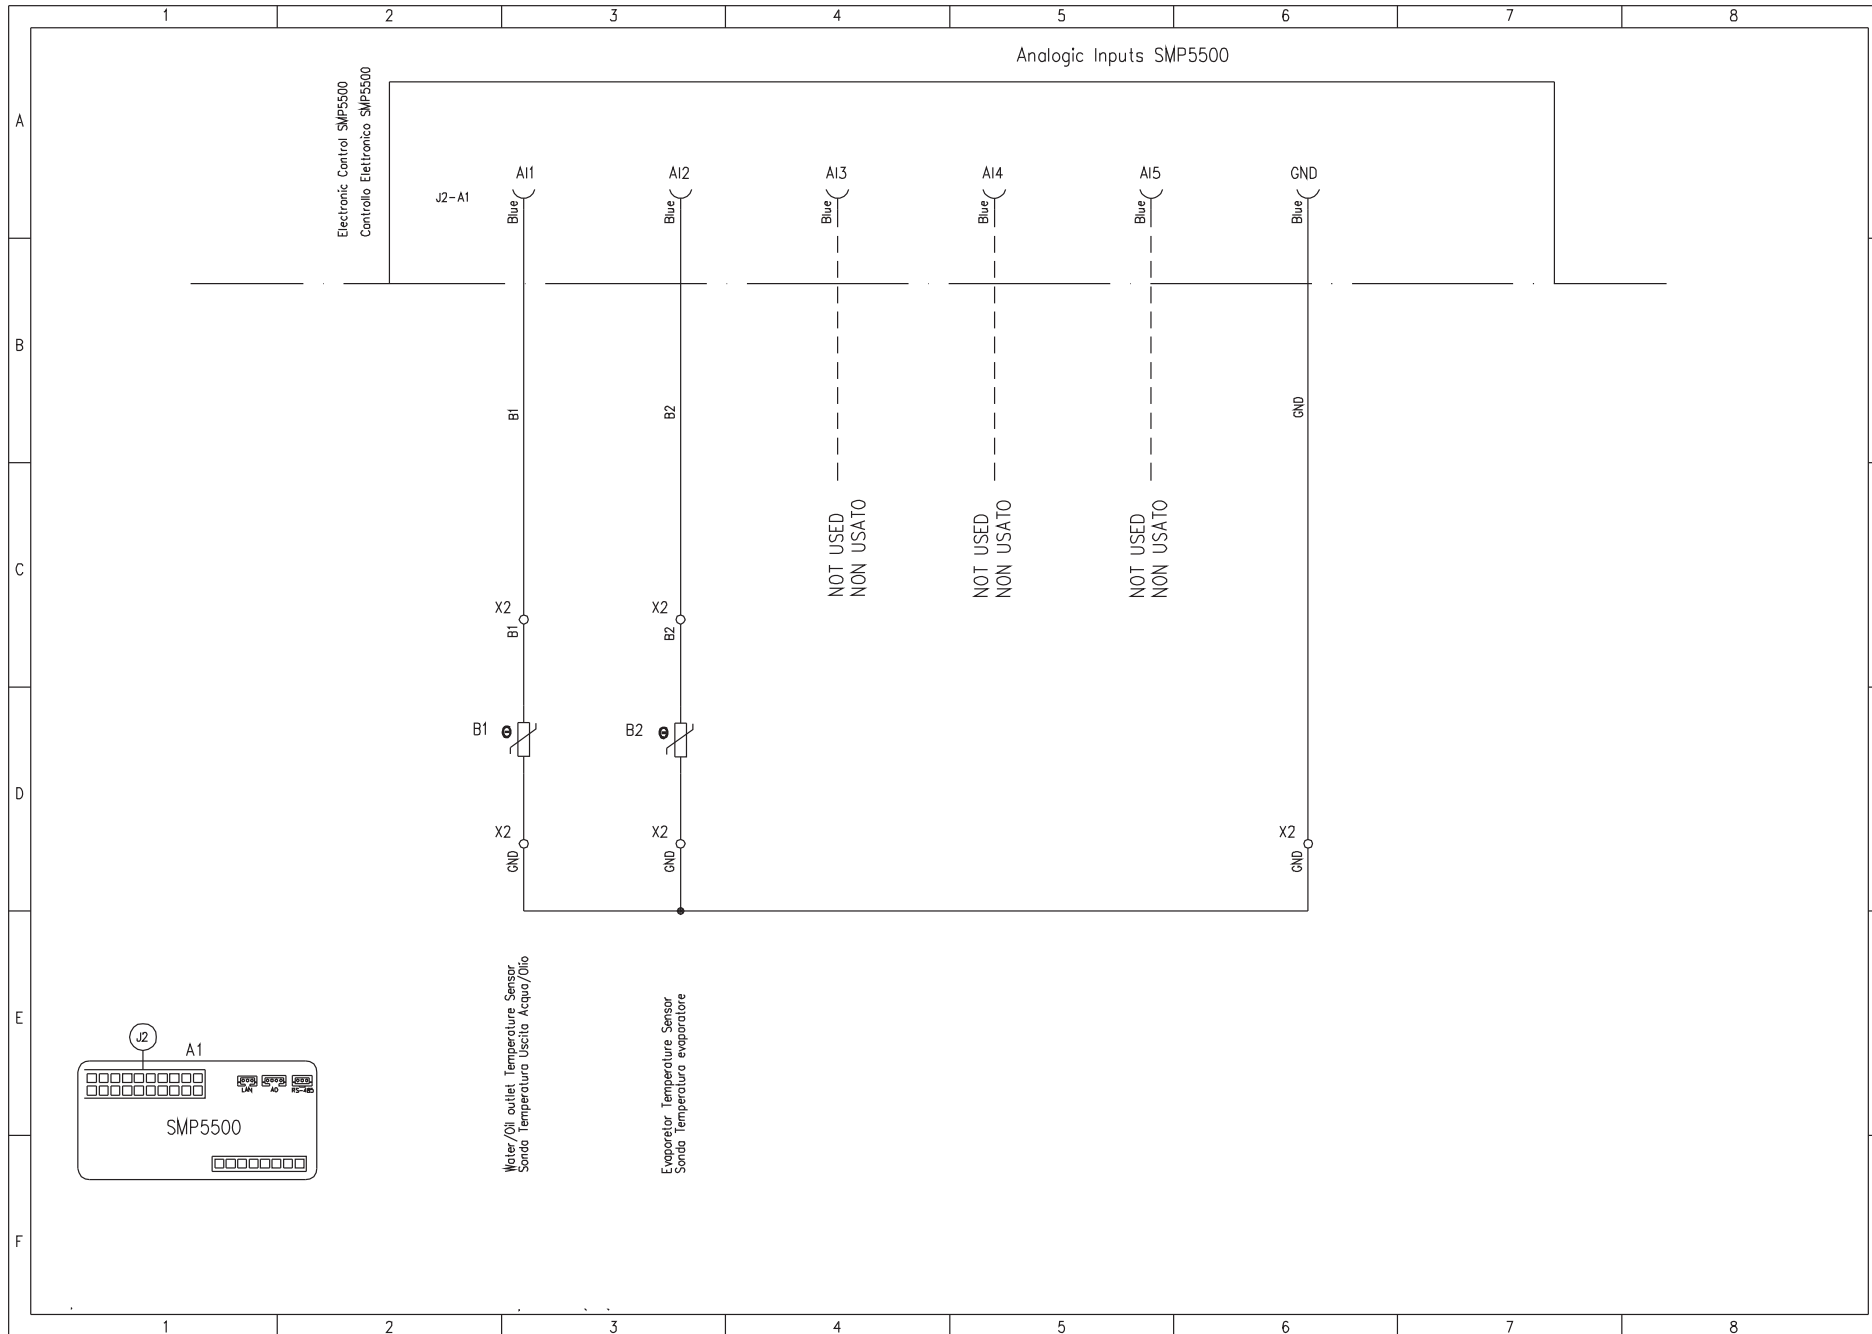 1 2 3 4 5 6 7 8
Analogic Inputs SMP5500
Electronic Control SMP5500
Controllo Elettronico SMP5500
A
J2-A1
AI1 AI2 AI3 AI4 AI5 GND
Blue Blue Blue Blue Blue Blue
B
B1 B2 GND
NOT USED
NON USATO
NOT USED
NON USATO
NOT USED
NON USATO
C
X2 X2
B1 B2
B1 θ B2 θ
D
X2 X2 X2
GND GND GND
Water/Oil outlet Temperature Sensor
Sonda Temperatura Uscita Acqua/Olio
Evaporetor Temperature Sensor
Sonda Temperatura evaporatore
E
J2
A1
LAN AO RS-485
SMP5500
F
1 2 3 4 5 6 7 8